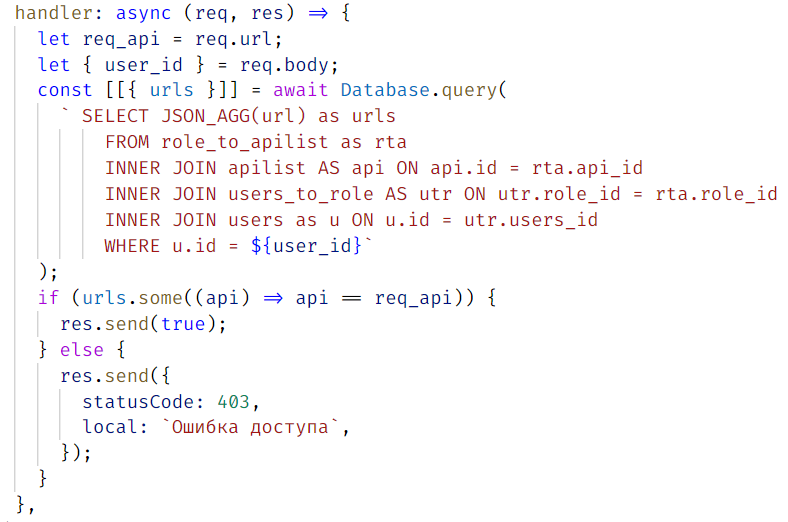 handler: async (req, res) => {
  let req_api = req.url;
  let { user_id } = req.body;
  const [[{ urls }]] = await Database.query(
    ` SELECT JSON_AGG(url) as urls
        FROM role_to_apilist as rta
        INNER JOIN apilist AS api ON api.id = rta.api_id
        INNER JOIN users_to_role AS utr ON utr.role_id = rta.role_id
        INNER JOIN users as u ON u.id = utr.users_id
        WHERE u.id = ${user_id}`
  );
  if (urls.some((api) => api == req_api)) {
    res.send(true);
  } else {
    res.send({
      statusCode: 403,
      local: `Ошибка доступа`,
    });
  }
},